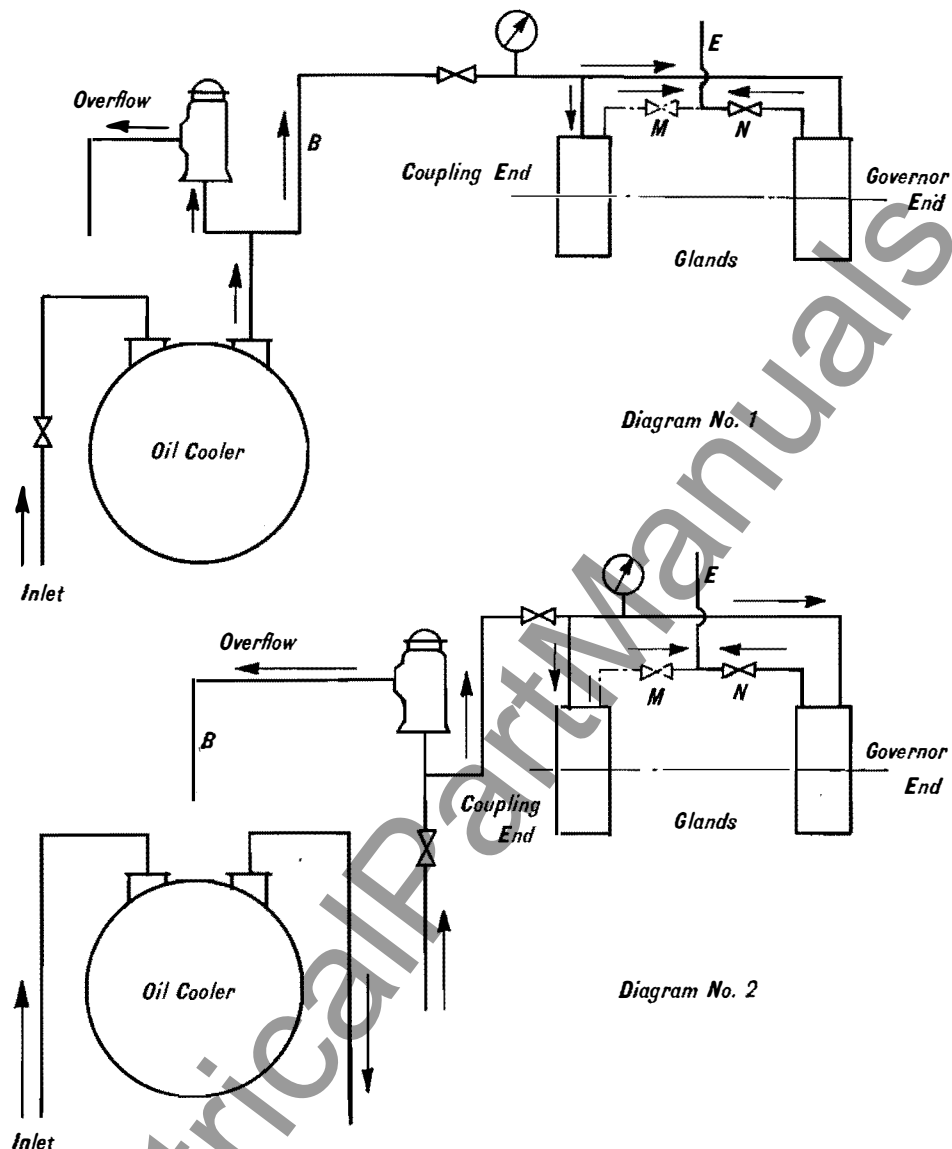 E
Overflow
B
M
N
Coupling End
Governor
End
Glands
Oil Cooler
Diagram No. 1
Inlet
E
Overflow
B
M
N
Governor
End
Coupling
End
Glands
Oil Cooler
Diagram No. 2
Inlet
ctricalPartManuals